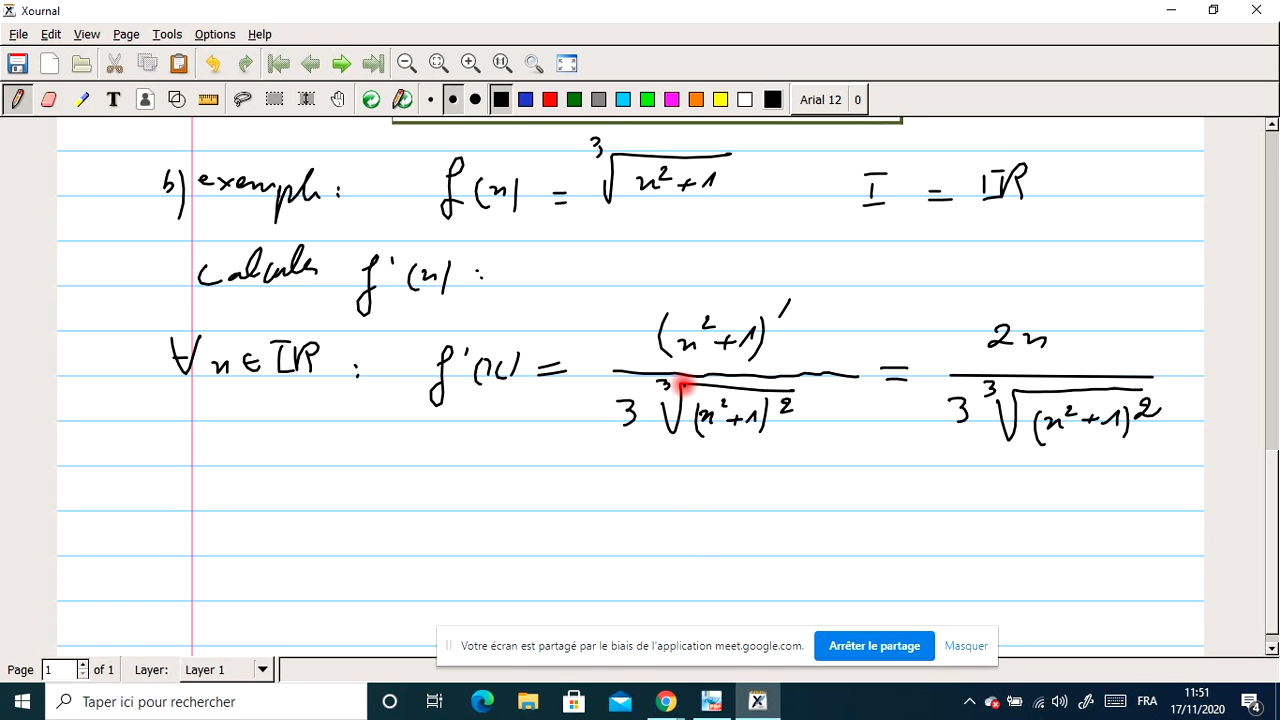 Xournal
File Edit View Page Tools Options Help
Arial 12 0
b) exemple : f(x) = ∛(x²+1) I = ℝ
calculer f'(x) :
∀x ∈ ℝ : f'(x) = (x²+1)' / 3∛((x²+1)²) = 2x / 3∛((x²+1)²)
Votre écran est partagé par le biais de l'application meet.google.com. Arrêter le partage Masquer
Page 1 of 1 Layer: Layer 1
Taper ici pour rechercher FRA 11:51
17/11/2020 4